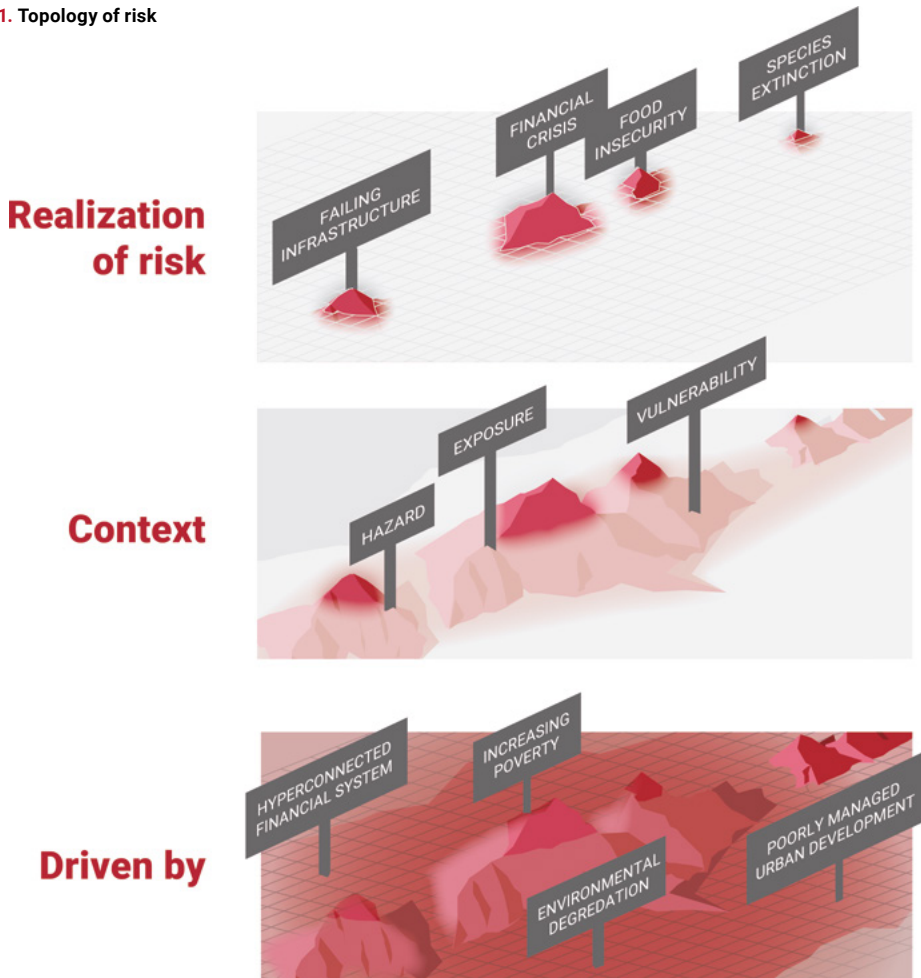 1. Topology of risk
Realization
of risk
FAILING
INFRASTRUCTURE
FINANCIAL
CRISIS
FOOD
INSECURITY
SPECIES
EXTINCTION
Context
HAZARD
EXPOSURE
VULNERABILITY
Driven by
HYPERCONNECTED
FINANCIAL SYSTEM
INCREASING
POVERTY
ENVIRONMENTAL
DEGREDATION
POORLY MANAGED
URBAN DEVELOPMENT